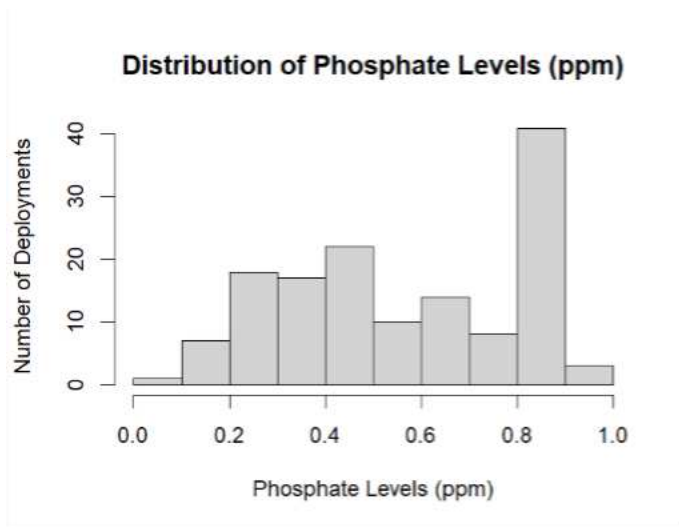 Distribution of Phosphate Levels (ppm)
Number of Deployments
40
30
20
10
0
0.0 0.2 0.4 0.6 0.8 1.0
Phosphate Levels (ppm)